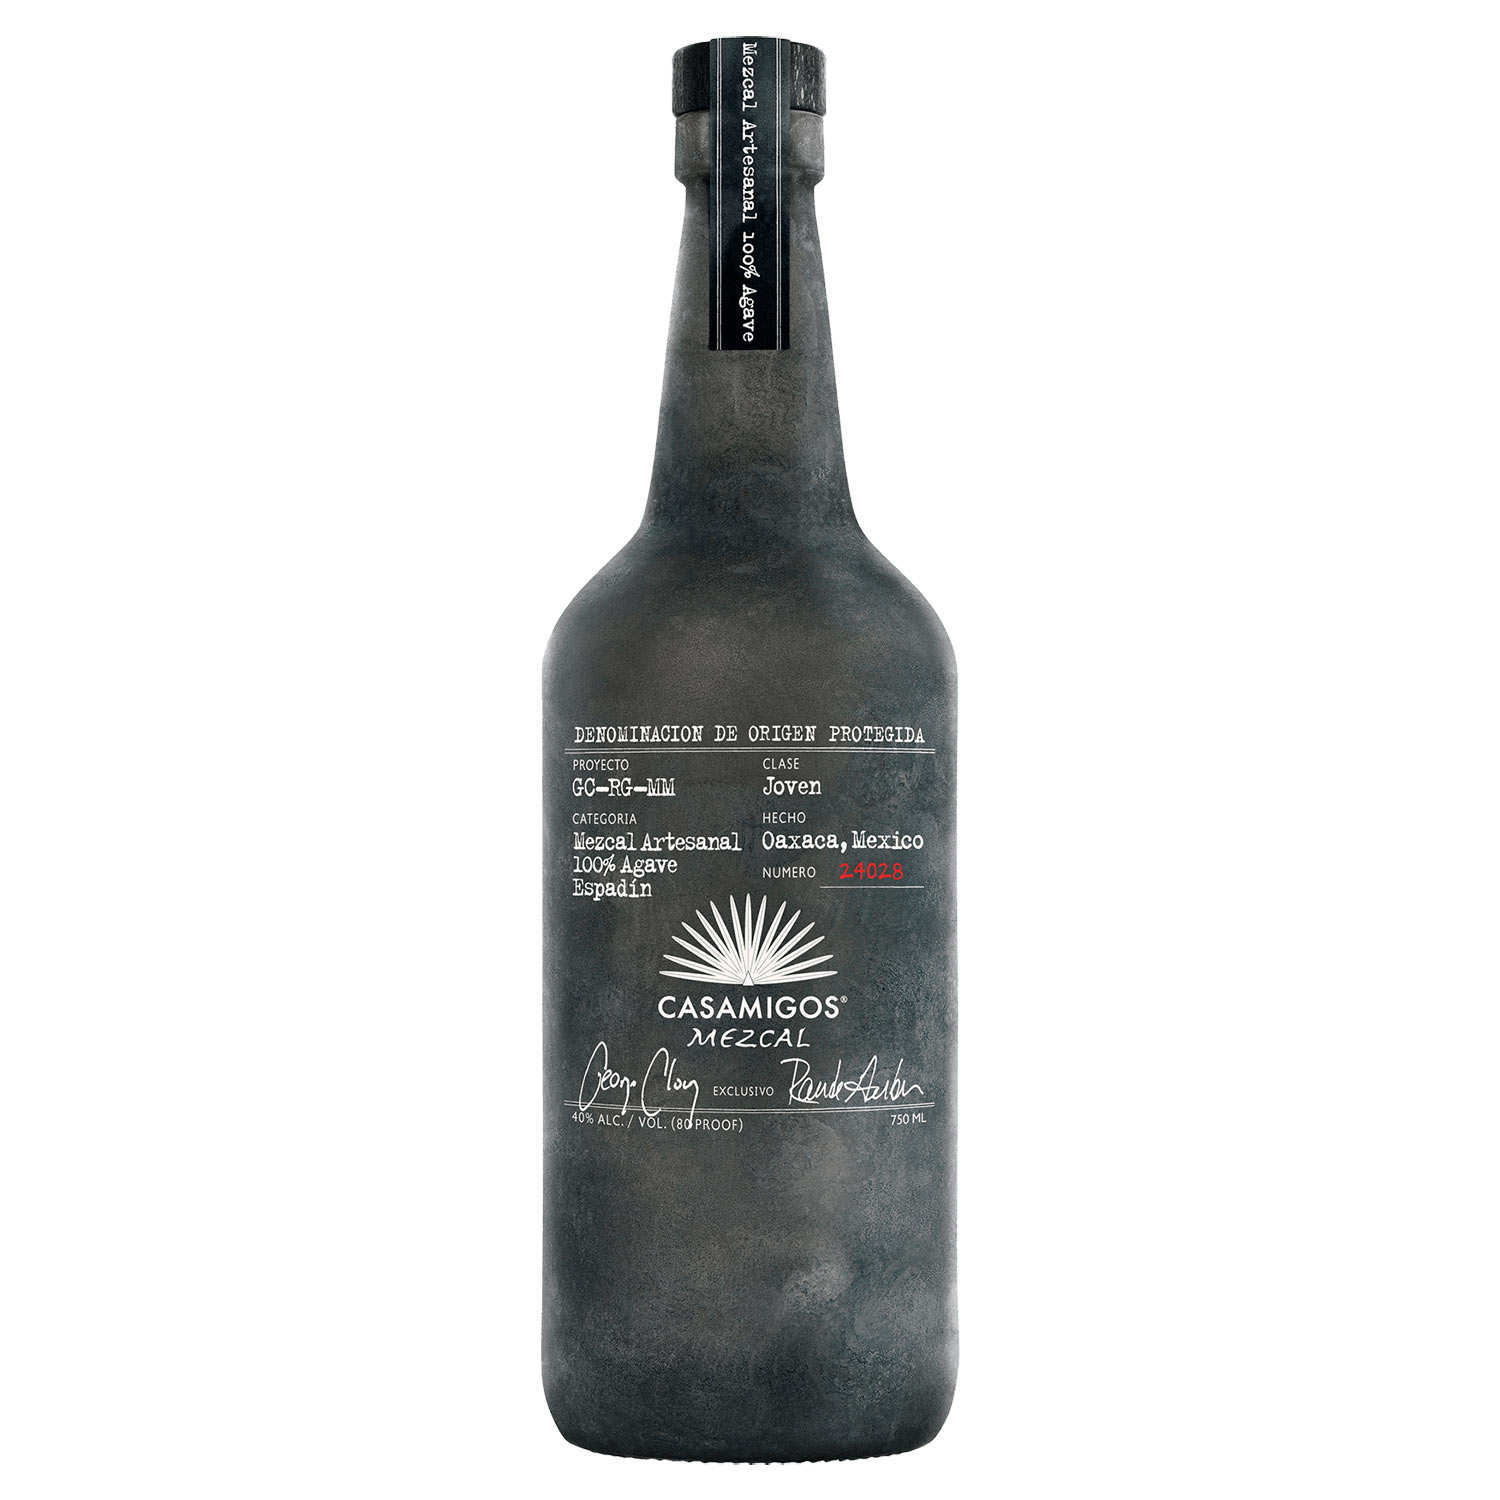 Mezcal Artesanal 100% Agave
DENOMINACION DE ORIGEN PROTEGIDA
PROYECTO
GC-RG-MM
CLASE
Joven
CATEGORIA
Mezcal Artesanal
100% Agave
Espadín
HECHO
Oaxaca, Mexico
NUMERO 24028
CASAMIGOS®
MEZCAL
EXCLUSIVO
40% ALC. / VOL. (80 PROOF)
750 ML